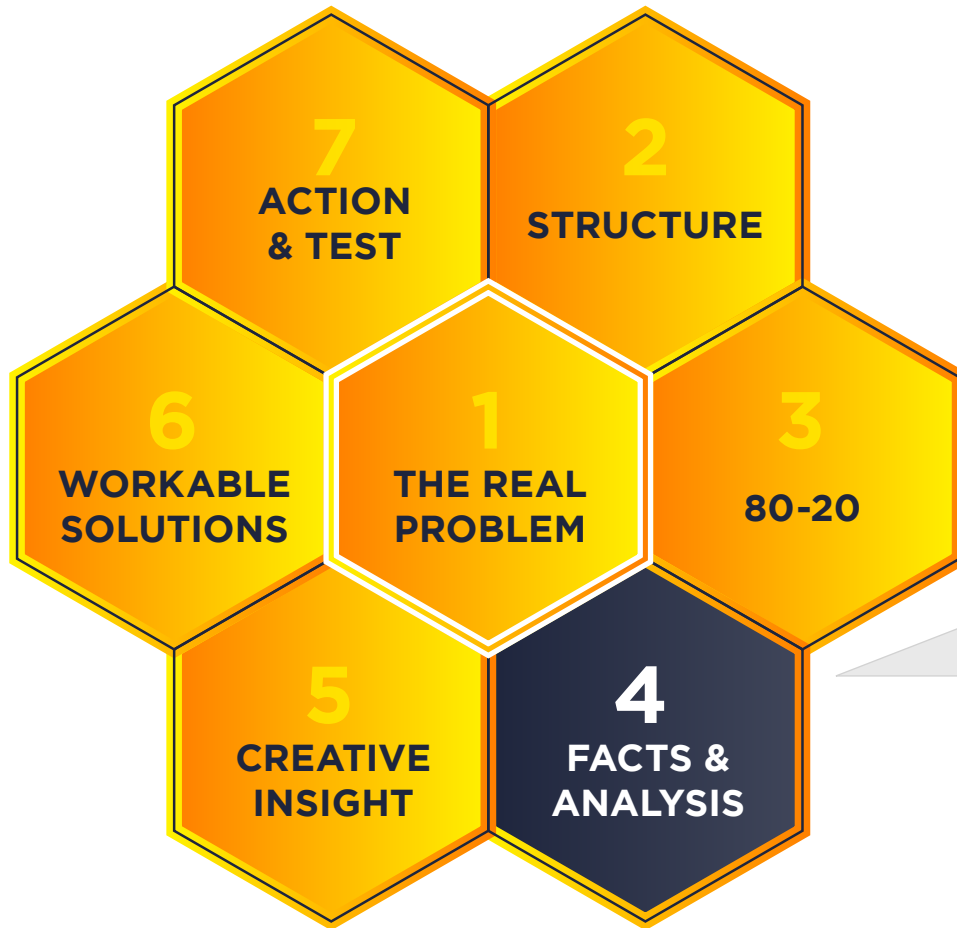 7
ACTION
& TEST
2
STRUCTURE
6
WORKABLE
SOLUTIONS
1
THE REAL
PROBLEM
3
80-20
5
CREATIVE
INSIGHT
4
FACTS &
ANALYSIS